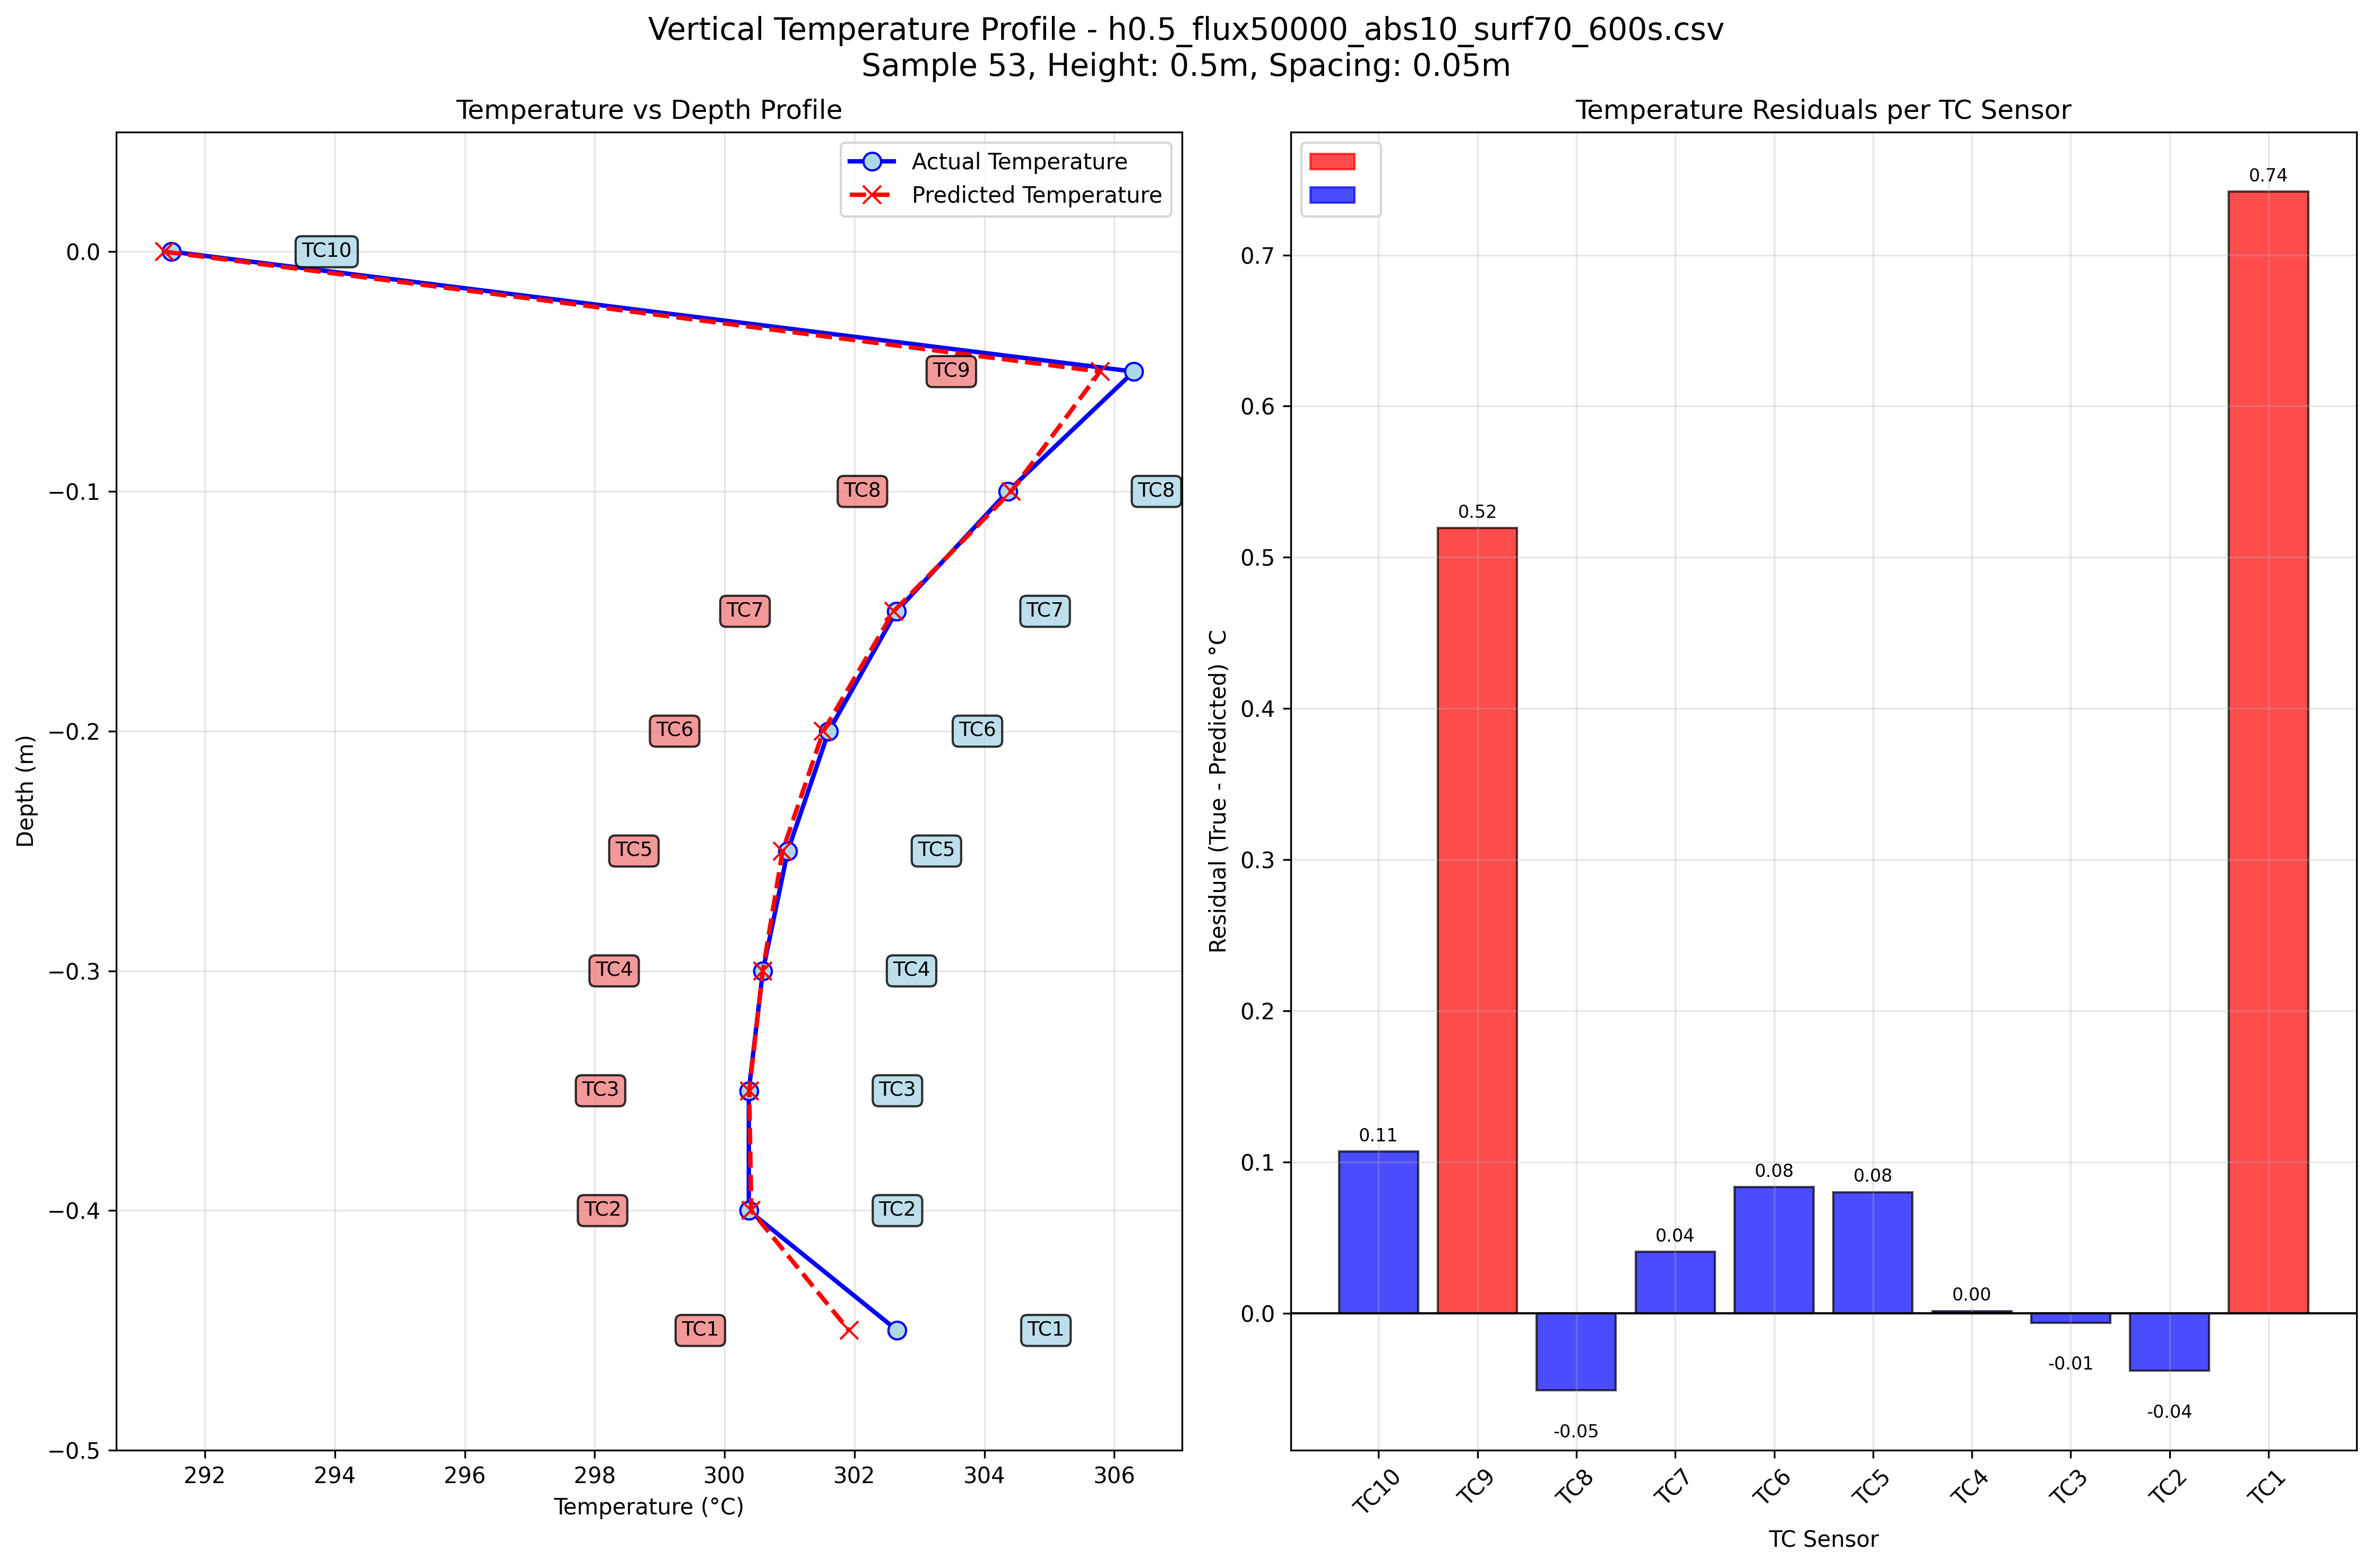 Vertical Temperature Profile - h0.5_flux50000_abs10_surf70_600s.csv
Sample 53, Height: 0.5m, Spacing: 0.05m
Temperature vs Depth Profile
Actual Temperature
Predicted Temperature
TC10
TC9
TC8
TC8
TC7
TC7
TC6
TC6
TC5
TC5
TC4
TC4
TC3
TC3
TC2
TC2
TC1
TC1
0.0
−0.1
−0.2
−0.3
−0.4
−0.5
Depth (m)
292 294 296 298 300 302 304 306
Temperature (°C)
Temperature Residuals per TC Sensor
0.11
0.52
-0.05
0.04
0.08
0.08
0.00
-0.01
-0.04
0.74
0.7
0.6
0.5
0.4
0.3
0.2
0.1
0.0
Residual (True - Predicted) °C
TC10 TC9 TC8 TC7 TC6 TC5 TC4 TC3 TC2 TC1
TC Sensor